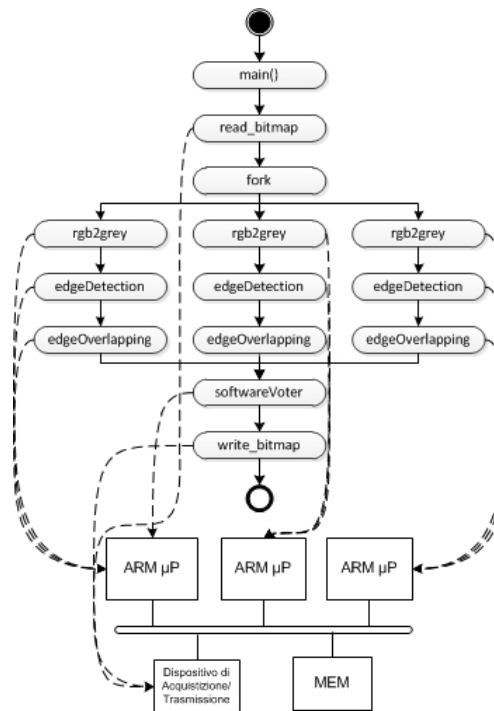 main()
read_bitmap
fork
rgb2grey
rgb2grey
rgb2grey
edgeDetection
edgeDetection
edgeDetection
edgeOverlapping
edgeOverlapping
edgeOverlapping
softwareVoter
write_bitmap
ARM µP
ARM µP
ARM µP
Dispositivo di
Acquistizione/
Trasmissione
MEM